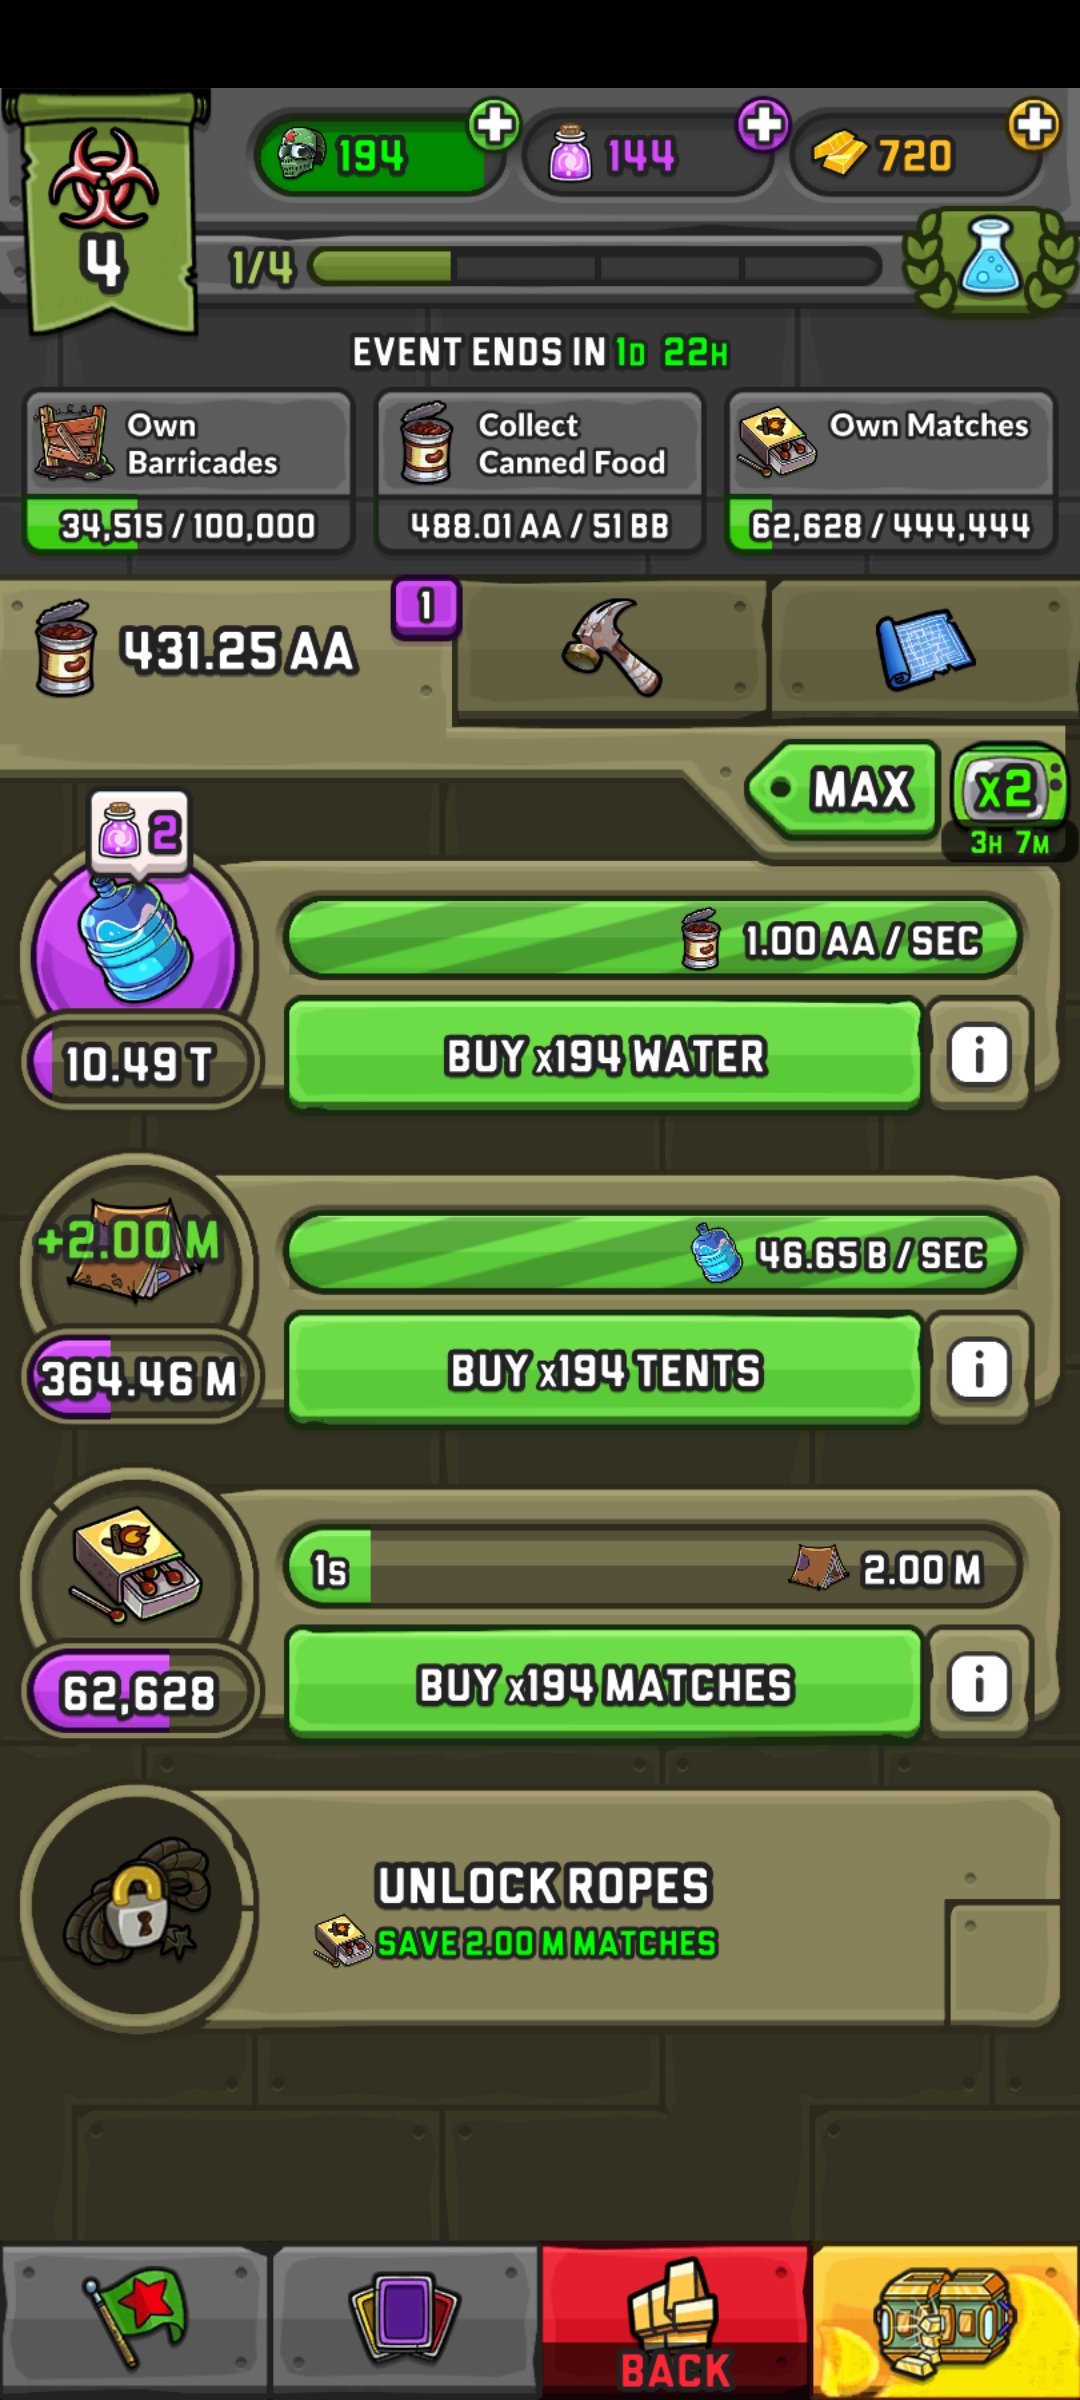 194
144
720
4
1/4
EVENT ENDS IN 1D 22H
Own
Barricades
34,515 / 100,000
Collect
Canned Food
488.01 AA / 51 BB
Own Matches
62,628 / 444,444
431.25 AA
1
MAX
x2
3H 7M
2
1.00 AA / SEC
10.49 T
BUY x194 WATER
i
+2.00 M
46.65 B / SEC
364.46 M
BUY x194 TENTS
i
1s
2.00 M
62,628
BUY x194 MATCHES
i
UNLOCK ROPES
SAVE 2.00 M MATCHES
BACK